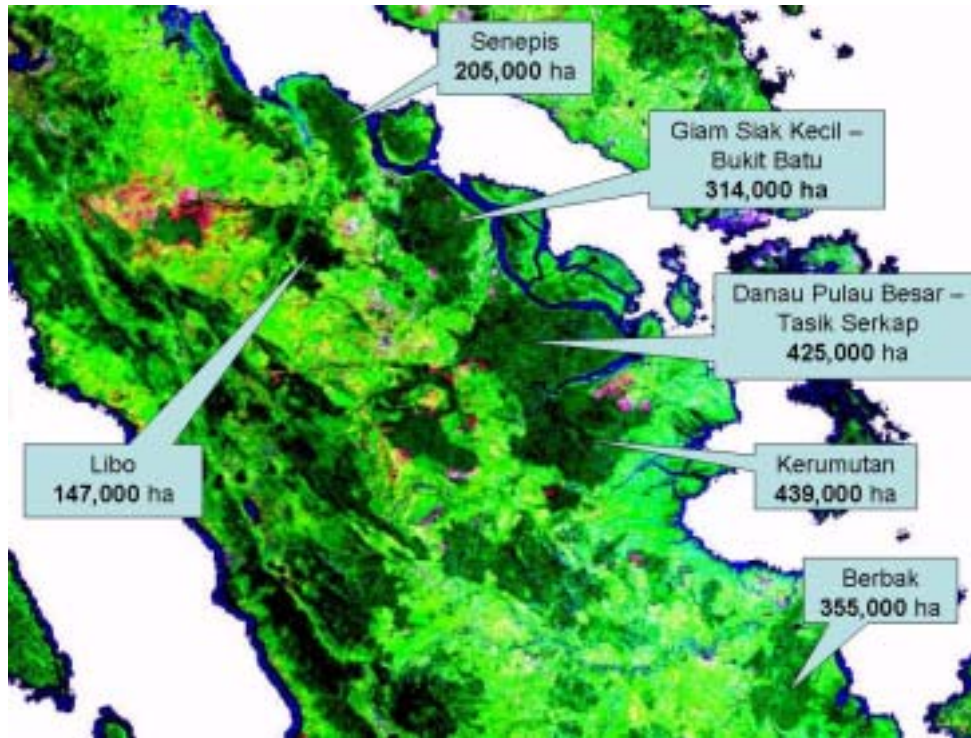 Senepis
205,000 ha
Giam Siak Kecil –
Bukit Batu
314,000 ha
Danau Pulau Besar –
Tasik Serkap
425,000 ha
Libo
147,000 ha
Kerumutan
439,000 ha
Berbak
355,000 ha